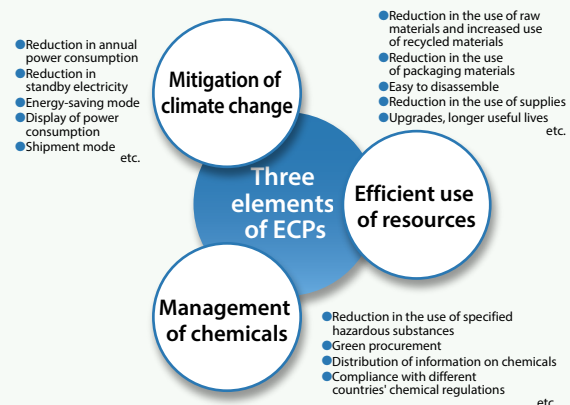 ●Reduction in annual
power consumption
●Reduction in
standby electricity
●Energy-saving mode
●Display of power
consumption
●Shipment mode
etc.
Mitigation of
climate change
●Reduction in the use of raw
materials and increased use
of recycled materials
●Reduction in the use
of packaging materials
●Easy to disassemble
●Reduction in the use of supplies
●Upgrades, longer useful lives
etc.
Three
elements
of ECPs
Efficient use
of resources
Management
of chemicals
●Reduction in the use of specified
hazardous substances
●Green procurement
●Distribution of information on chemicals
●Compliance with different
countries' chemical regulations
etc.